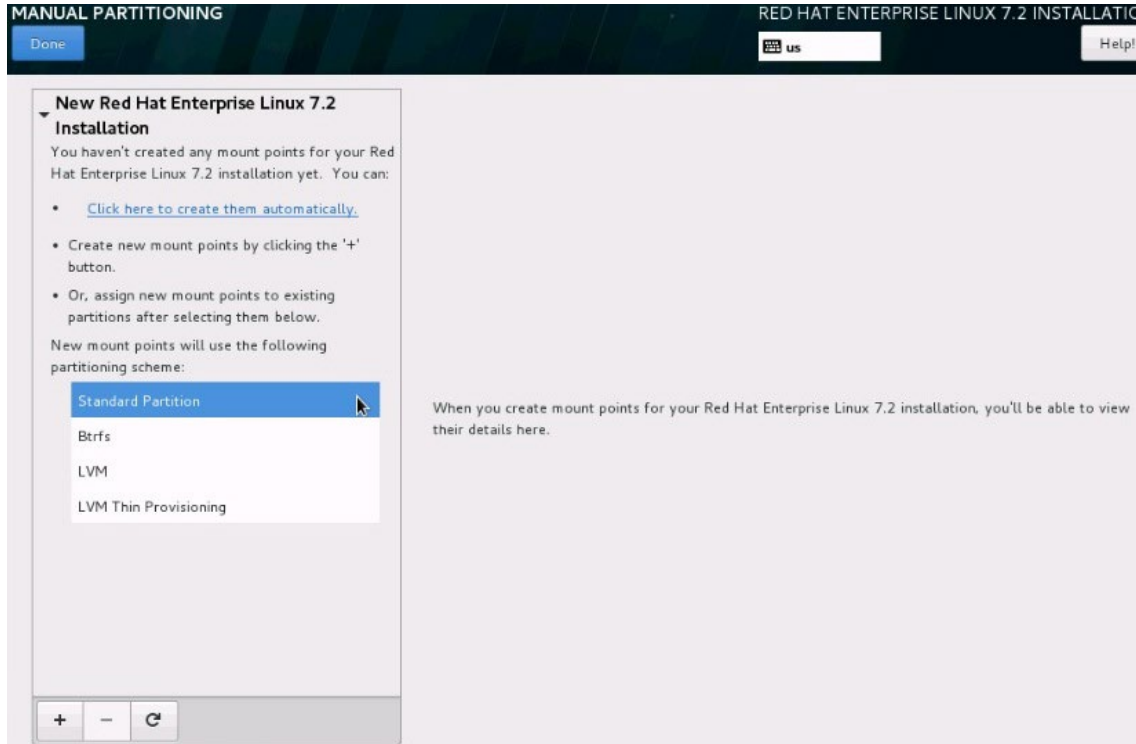 MANUAL PARTITIONING
RED HAT ENTERPRISE LINUX 7.2 INSTALLATIO
Done
us
Help!
New Red Hat Enterprise Linux 7.2
Installation
You haven't created any mount points for your Red
Hat Enterprise Linux 7.2 installation yet. You can:
• Click here to create them automatically.
• Create new mount points by clicking the '+'
button.
• Or, assign new mount points to existing
partitions after selecting them below.
New mount points will use the following
partitioning scheme:
Standard Partition
Btrfs
LVM
LVM Thin Provisioning
When you create mount points for your Red Hat Enterprise Linux 7.2 installation, you'll be able to view
their details here.
+ −